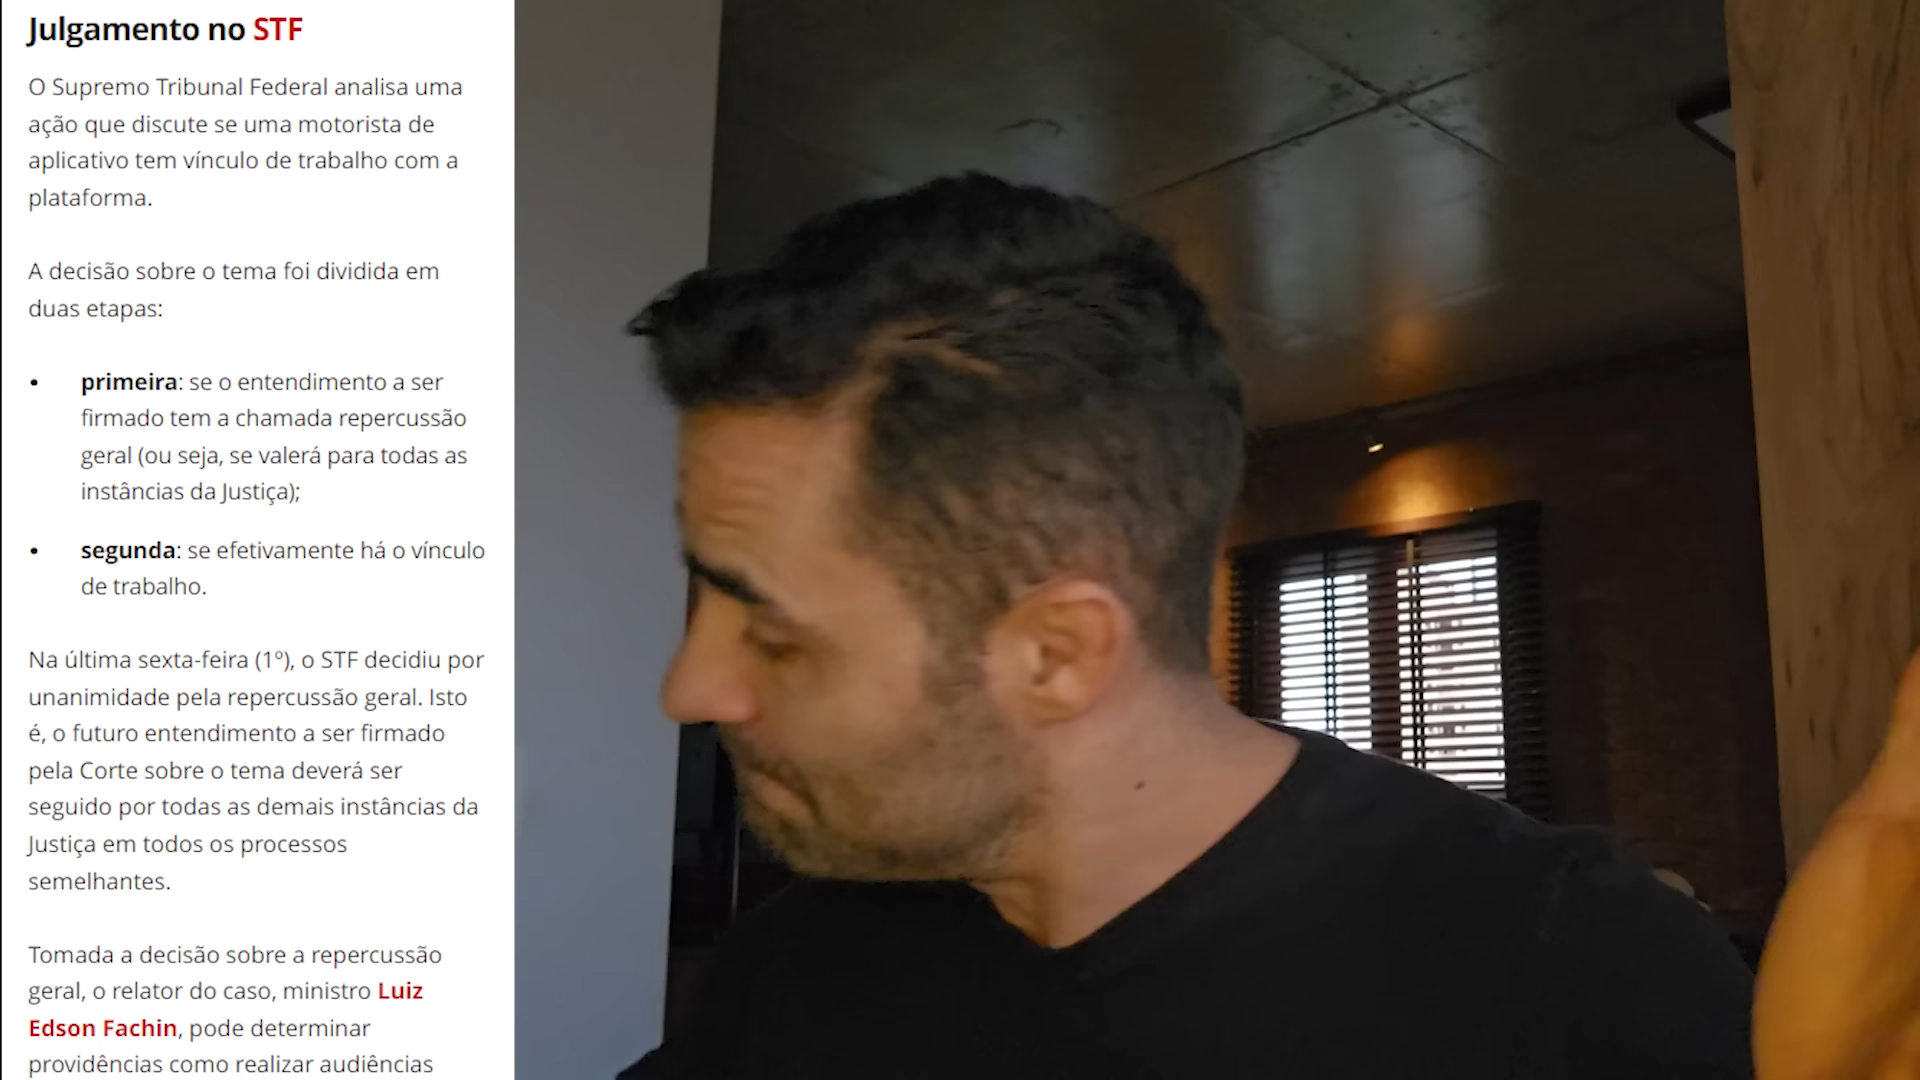 Julgamento no STF
O Supremo Tribunal Federal analisa uma
ação que discute se uma motorista de
aplicativo tem vínculo de trabalho com a
plataforma.
A decisão sobre o tema foi dividida em
duas etapas:
• primeira: se o entendimento a ser
firmado tem a chamada repercussão
geral (ou seja, se valerá para todas as
instâncias da Justiça);
• segunda: se efetivamente há o vínculo
de trabalho.
Na última sexta-feira (1º), o STF decidiu por
unanimidade pela repercussão geral. Isto
é, o futuro entendimento a ser firmado
pela Corte sobre o tema deverá ser
seguido por todas as demais instâncias da
Justiça em todos os processos
semelhantes.
Tomada a decisão sobre a repercussão
geral, o relator do caso, ministro Luiz
Edson Fachin, pode determinar
providências como realizar audiências